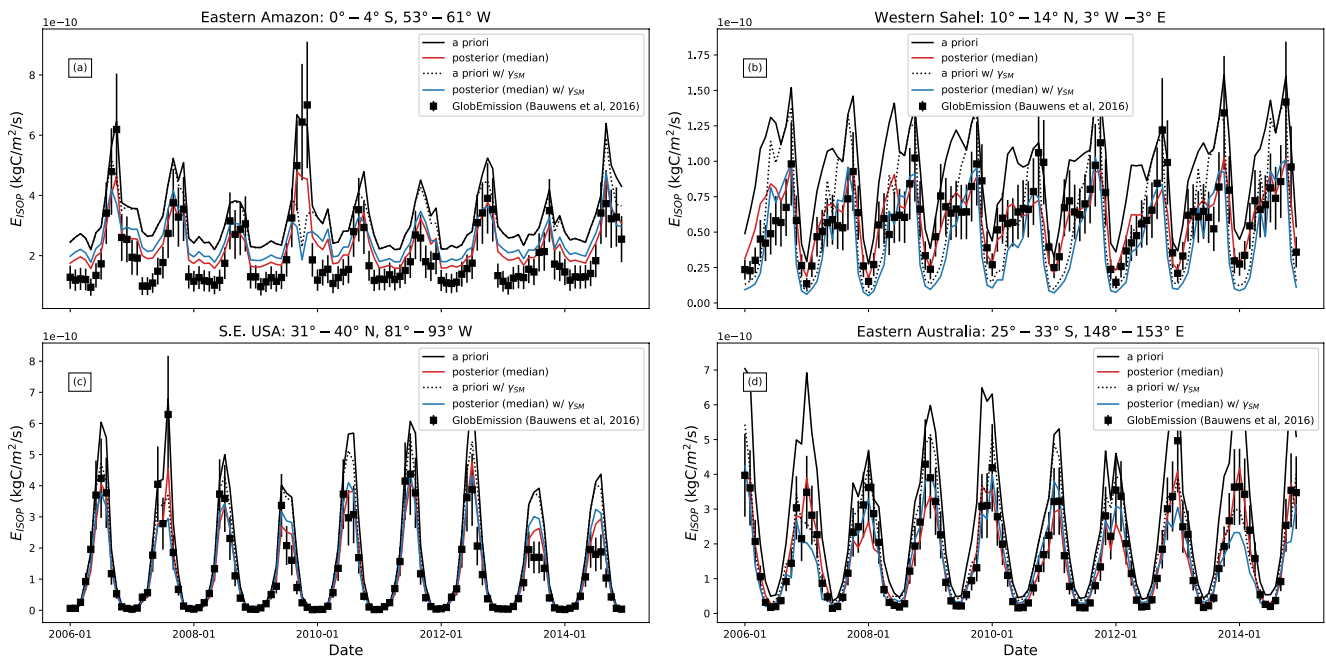 Eastern Amazon: 0° − 4° S, 53° − 61° W
1e−10
(a)
a priori
posterior (median)
a priori w/ γSM
posterior (median) w/ γSM
GlobEmission (Bauwens et al, 2016)
EISOP (kgC/m²/s)
8
6
4
2
Western Sahel: 10° − 14° N, 3° W −3° E
1e−10
(b)
a priori
posterior (median)
a priori w/ γSM
posterior (median) w/ γSM
GlobEmission (Bauwens et al, 2016)
EISOP (kgC/m²/s)
1.75
1.50
1.25
1.00
0.75
0.50
0.25
0.00
S.E. USA: 31° − 40° N, 81° − 93° W
1e−10
(c)
a priori
posterior (median)
a priori w/ γSM
posterior (median) w/ γSM
GlobEmission (Bauwens et al, 2016)
EISOP (kgC/m²/s)
8
7
6
5
4
3
2
1
0
2006-01 2008-01 2010-01 2012-01 2014-01
Date
Eastern Australia: 25° − 33° S, 148° − 153° E
1e−10
(d)
a priori
posterior (median)
a priori w/ γSM
posterior (median) w/ γSM
GlobEmission (Bauwens et al, 2016)
EISOP (kgC/m²/s)
7
6
5
4
3
2
1
0
2006-01 2008-01 2010-01 2012-01 2014-01
Date